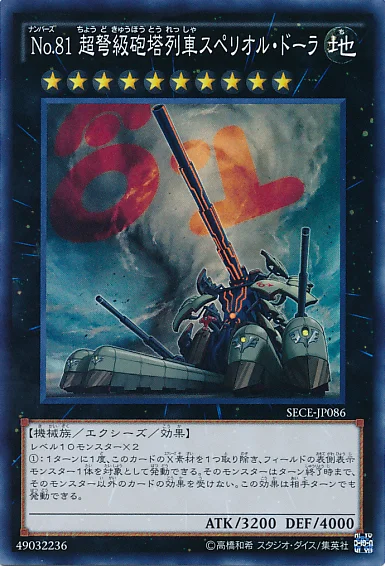 ナンバーズ ちょう ど きゅうほう とう れっ しゃ
No.81 超弩級砲塔列車スペリオル・ドーラ 地
81
SECE-JP086
【機械族／エクシーズ／効果】
レベル10モンスター×2
①：1ターンに1度、このカードのX素材を1つ取り除き、フィールドの表側表示
モンスター1体を対象として発動できる。そのモンスターはターン終了時まで、
そのモンスター以外のカードの効果を受けない。この効果は相手ターンでも
発動できる。
ATK/3200 DEF/4000
49032236 ©高橋和希 スタジオ・ダイス/集英社